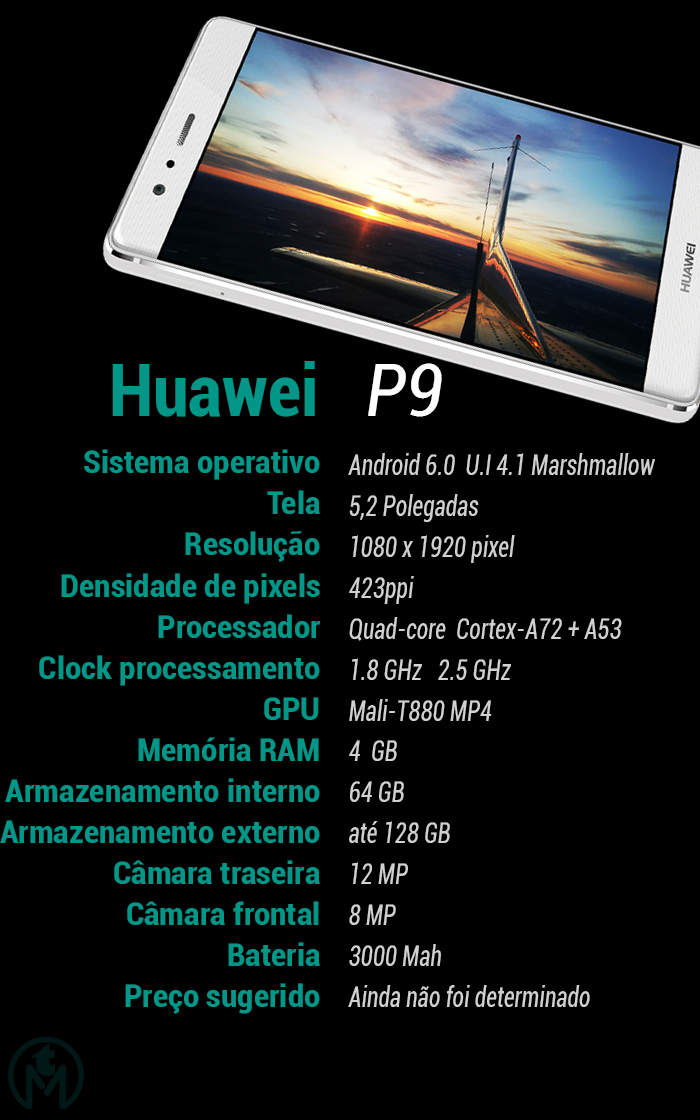 HUAWEI
Huawei P9
Sistema operativo Android 6.0 U.I 4.1 Marshmallow
Tela 5,2 Polegadas
Resolução 1080 x 1920 pixel
Densidade de pixels 423ppi
Processador Quad-core Cortex-A72 + A53
Clock processamento 1.8 GHz 2.5 GHz
GPU Mali-T880 MP4
Memória RAM 4 GB
Armazenamento interno 64 GB
Armazenamento externo até 128 GB
Câmara traseira 12 MP
Câmara frontal 8 MP
Bateria 3000 Mah
Preço sugerido Ainda não foi determinado